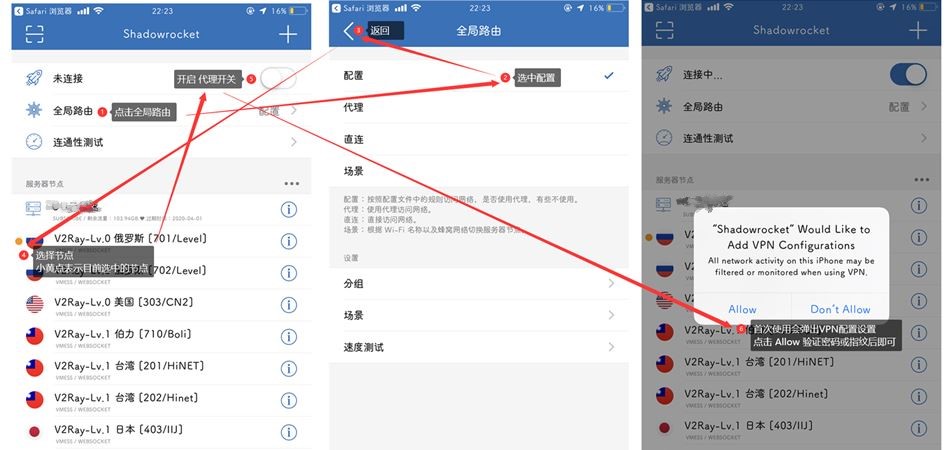 Safari 浏览器 22:23 16%
Shadowrocket
未连接
开启 代理开关
5
全局路由
1
点击全局路由
配置
连通性测试
服务器节点
SUBSCRIBE / 剩余流量：103.94GB ❤ 过期时间：2020-04-01
V2Ray-Lv.0 俄罗斯 [701/Level]
4
选择节点
小黄点表示目前选中的节点
[702/Level]
V2Ray-Lv.0 美国 [303/CN2]
VMESS / WEBSOCKET
V2Ray-Lv.1 伯力 [710/Boli]
VMESS / WEBSOCKET
V2Ray-Lv.1 台湾 [201/HiNET]
VMESS / WEBSOCKET
V2Ray-Lv.1 台湾 [202/Hinet]
VMESS / WEBSOCKET
V2Ray-Lv.1 日本 [403/IIJ]
VMESS / WEBSOCKET
Safari 浏览器 22:23 16%
3
返回
全局路由
配置
2
选中配置
代理
直连
场景
配置：按照配置文件中的规则访问网络，是否使用代理，有些不使用。
代理：使用代理访问网络。
直连：直接访问网络。
场景：根据 Wi-Fi 名称以及蜂窝网络切换服务器节点。
设置
分组
场景
速度测试
Safari 浏览器 22:23 16%
Shadowrocket
连接中...
全局路由
配置
连通性测试
服务器节点
"Shadowrocket" Would Like to
Add VPN Configurations
All network activity on this iPhone may be
filtered or monitored when using VPN.
Allow Don't Allow
6
首次使用会弹出VPN配置设置
点击 Allow 验证密码或指纹后即可
V2Ray-Lv.1
VMESS / WEBSOCKET
V2Ray-Lv.1 台湾 [201/HiNET]
VMESS / WEBSOCKET
V2Ray-Lv.1 台湾 [202/Hinet]
VMESS / WEBSOCKET
V2Ray-Lv.1 日本 [403/IIJ]
VMESS / WEBSOCKET